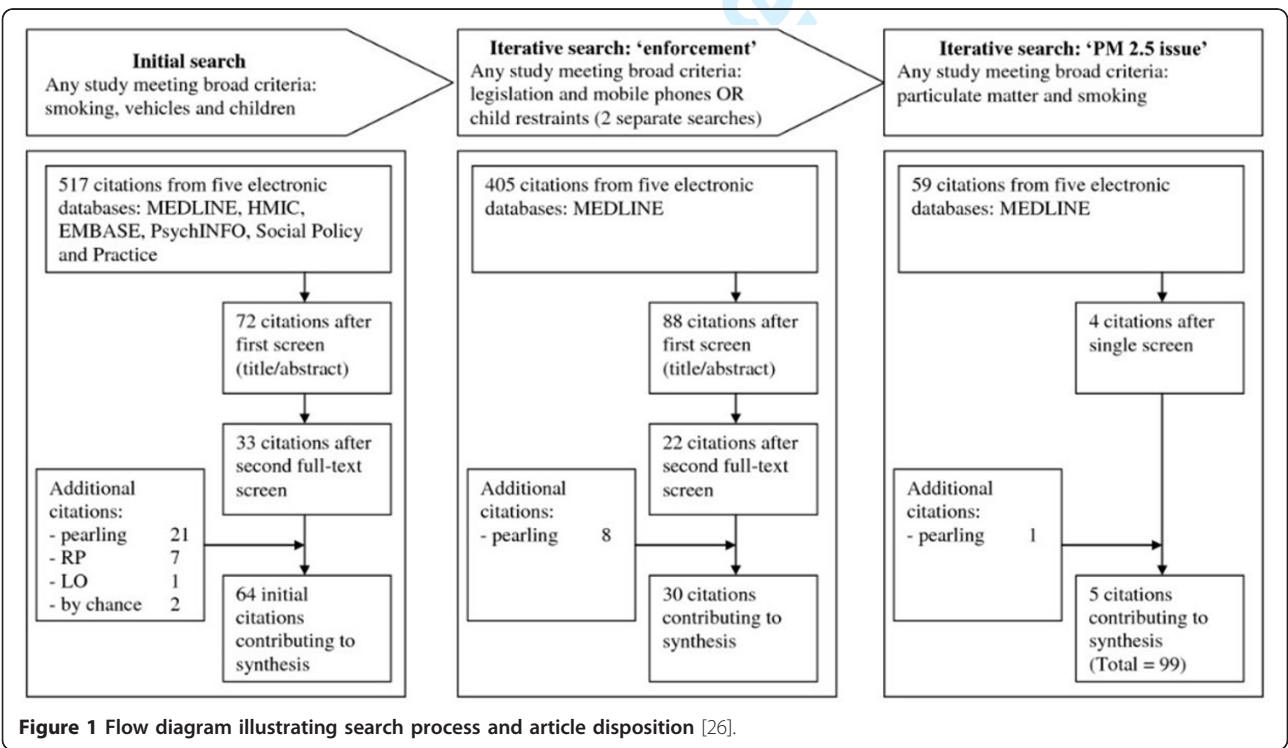 Initial search
Any study meeting broad criteria:
smoking, vehicles and children
Iterative search: ‘enforcement’
Any study meeting broad criteria:
legislation and mobile phones OR
child restraints (2 separate searches)
Iterative search: ‘PM 2.5 issue’
Any study meeting broad criteria:
particulate matter and smoking
517 citations from five electronic
databases: MEDLINE, HMIC,
EMBASE, PsychINFO, Social Policy
and Practice
72 citations after
first screen
(title/abstract)
33 citations after
second full-text
screen
Additional
citations:
- pearling 21
- RP 7
- LO 1
- by chance 2
64 initial
citations
contributing to
synthesis
405 citations from five electronic
databases: MEDLINE
88 citations after
first screen
(title/abstract)
22 citations after
second full-text
screen
Additional
citations:
- pearling 8
30 citations
contributing to
synthesis
59 citations from five electronic
databases: MEDLINE
4 citations after
single screen
Additional
citations:
- pearling 1
5 citations
contributing to
synthesis
(Total = 99)
Figure 1 Flow diagram illustrating search process and article disposition [26].